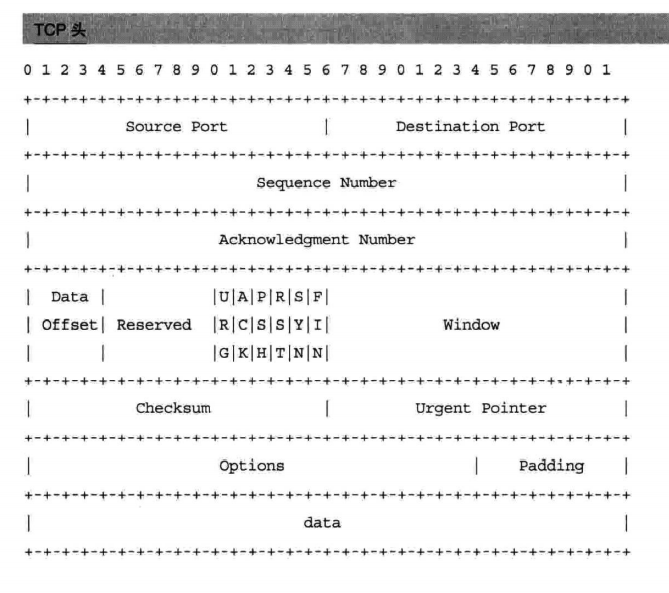 TCP 头
0 1 2 3 4 5 6 7 8 9 0 1 2 3 4 5 6 7 8 9 0 1 2 3 4 5 6 7 8 9 0 1
+-+-+-+-+-+-+-+-+-+-+-+-+-+-+-+-+-+-+-+-+-+-+-+-+-+-+-+-+-+-+-+-+
| Source Port | Destination Port |
+-+-+-+-+-+-+-+-+-+-+-+-+-+-+-+-+-+-+-+-+-+-+-+-+-+-+-+-+-+-+-+-+
| Sequence Number |
+-+-+-+-+-+-+-+-+-+-+-+-+-+-+-+-+-+-+-+-+-+-+-+-+-+-+-+-+-+-+-+-+
| Acknowledgment Number |
+-+-+-+-+-+-+-+-+-+-+-+-+-+-+-+-+-+-+-+-+-+-+-+-+-+-+-+-+-+-+-+-+
| Data | |U|A|P|R|S|F| |
| Offset| Reserved |R|C|S|S|Y|I| Window |
| | |G|K|H|T|N|N| |
+-+-+-+-+-+-+-+-+-+-+-+-+-+-+-+-+-+-+-+-+-+-+-+-+-+-+-+-+-+-+-+-+
| Checksum | Urgent Pointer |
+-+-+-+-+-+-+-+-+-+-+-+-+-+-+-+-+-+-+-+-+-+-+-+-+-+-+-+-+-+-+-+-+
| Options | Padding |
+-+-+-+-+-+-+-+-+-+-+-+-+-+-+-+-+-+-+-+-+-+-+-+-+-+-+-+-+-+-+-+-+
| data |
+-+-+-+-+-+-+-+-+-+-+-+-+-+-+-+-+-+-+-+-+-+-+-+-+-+-+-+-+-+-+-+-+